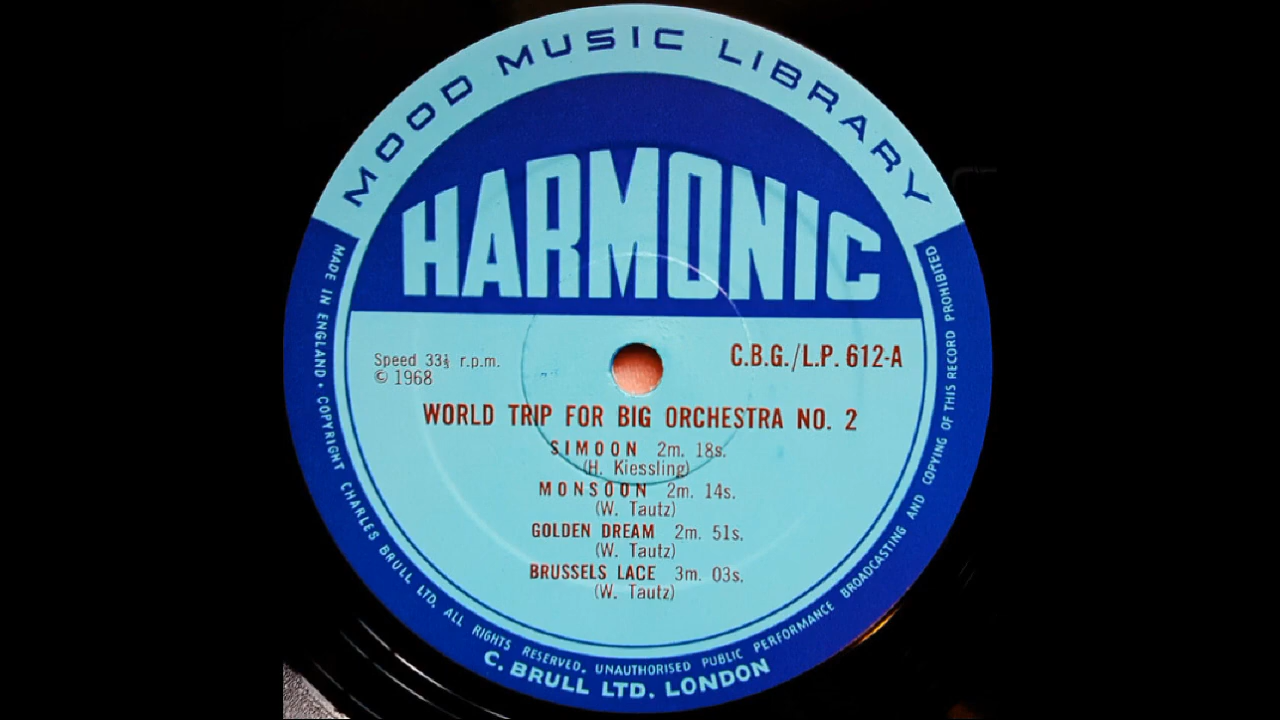 MOOD MUSIC LIBRARY
HARMONIC
Speed 33⅓ r.p.m.
© 1968
C.B.G./L.P. 612-A
WORLD TRIP FOR BIG ORCHESTRA NO. 2
SIMOON 2m. 18s.
(H. Kiessling)
MONSOON 2m. 14s.
(W. Tautz)
GOLDEN DREAM 2m. 51s.
(W. Tautz)
BRUSSELS LACE 3m. 03s.
(W. Tautz)
MADE IN ENGLAND · COPYRIGHT CHARLES BRULL LTD. ALL RIGHTS RESERVED. UNAUTHORISED PUBLIC PERFORMANCE BROADCASTING AND COPYING OF THIS RECORD PROHIBITED
C. BRULL LTD. LONDON